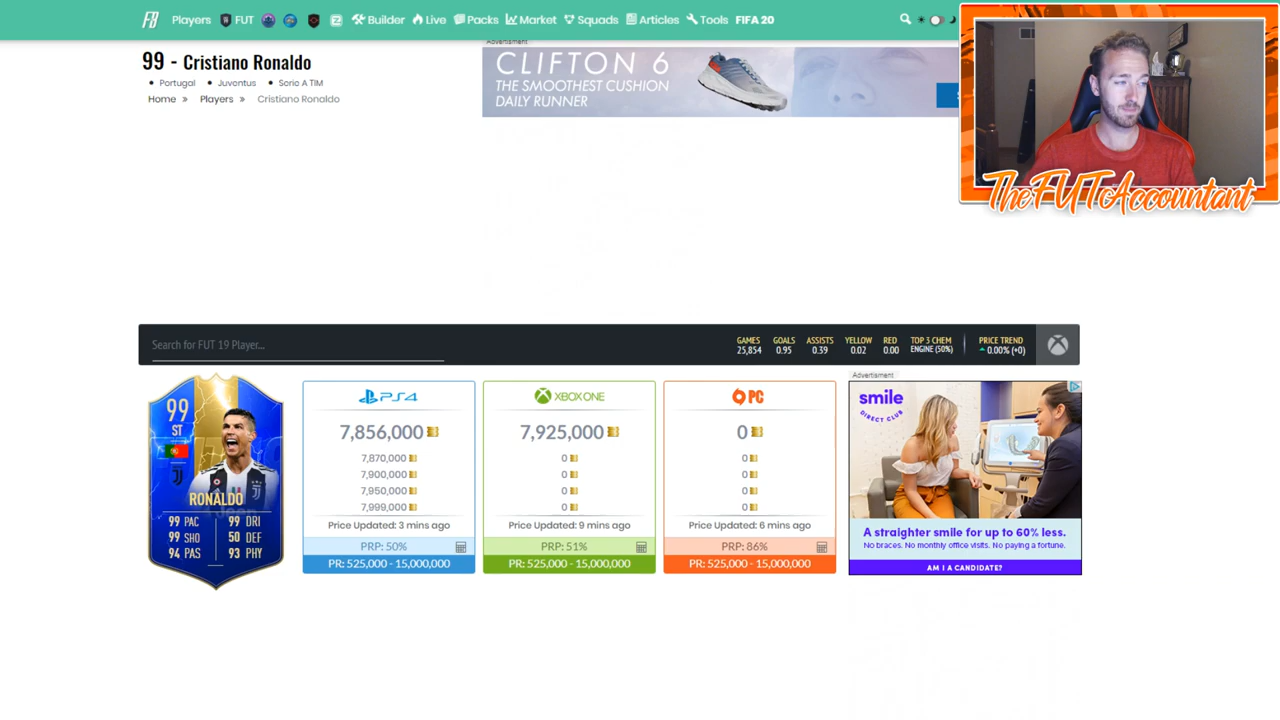 FB Players FUT Builder Live Packs Market Squads Articles Tools FIFA 20
99 - Cristiano Ronaldo
Portugal Juventus Serie A TIM
Home » Players » Cristiano Ronaldo
Advertisment
CLIFTON 6
THE SMOOTHEST CUSHION
DAILY RUNNER
TheFUTAccountant
Search for FUT 19 Player...
GAMES GOALS ASSISTS YELLOW RED TOP 3 CHEM PRICE TREND
25,854 0.95 0.39 0.02 0.00 ENGINE (50%) 0.00% (+0)
99
ST
RONALDO
99 PAC 99 DRI
99 SHO 50 DEF
94 PAS 93 PHY
PS4
7,856,000
7,870,000
7,900,000
7,950,000
7,999,000
Price Updated: 3 mins ago
PRP: 50%
PR: 525,000 - 15,000,000
XBOX ONE
7,925,000
0
0
0
0
Price Updated: 9 mins ago
PRP: 51%
PR: 525,000 - 15,000,000
PC
0
0
0
0
0
Price Updated: 6 mins ago
PRP: 86%
PR: 525,000 - 15,000,000
Advertisment
smile
DIRECT CLUB
A straighter smile for up to 60% less.
No braces. No monthly office visits. No paying a fortune.
AM I A CANDIDATE?